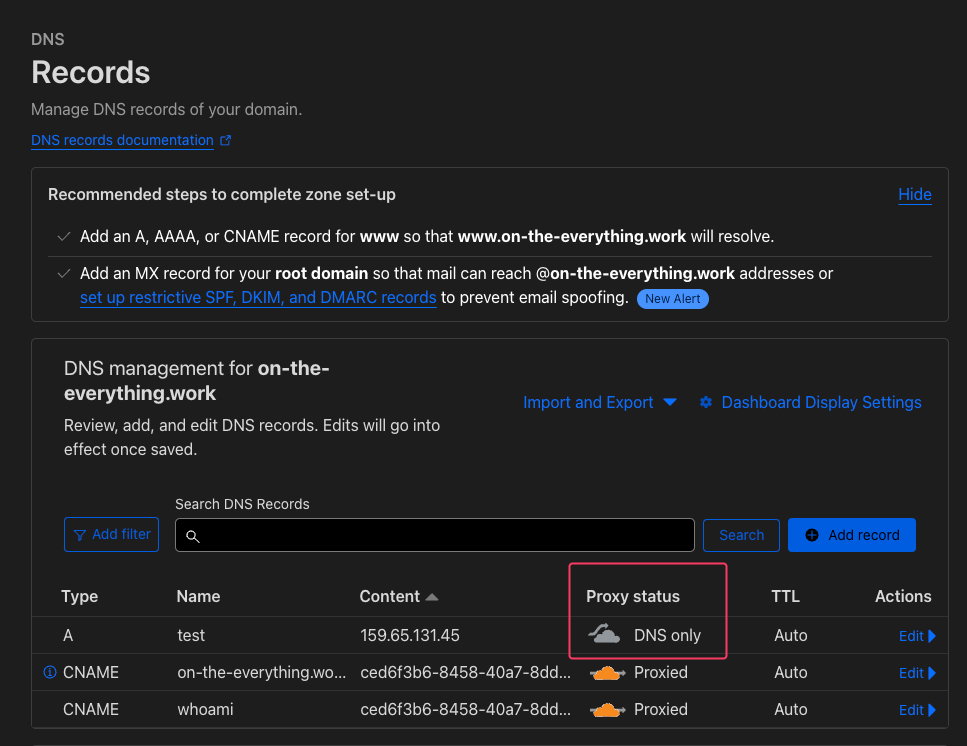 DNS
Records
Manage DNS records of your domain.
DNS records documentation
Recommended steps to complete zone set-up
Hide
Add an A, AAAA, or CNAME record for www so that www.on-the-everything.work will resolve.
Add an MX record for your root domain so that mail can reach @on-the-everything.work addresses or
set up restrictive SPF, DKIM, and DMARC records to prevent email spoofing. New Alert
DNS management for on-the-
everything.work
Import and Export
Dashboard Display Settings
Review, add, and edit DNS records. Edits will go into
effect once saved.
Search DNS Records
Add filter
Search
Add record
Type Name Content Proxy status TTL Actions
A test 159.65.131.45 DNS only Auto Edit
CNAME on-the-everything.wo... ced6f3b6-8458-40a7-8dd... Proxied Auto Edit
CNAME whoami ced6f3b6-8458-40a7-8dd... Proxied Auto Edit